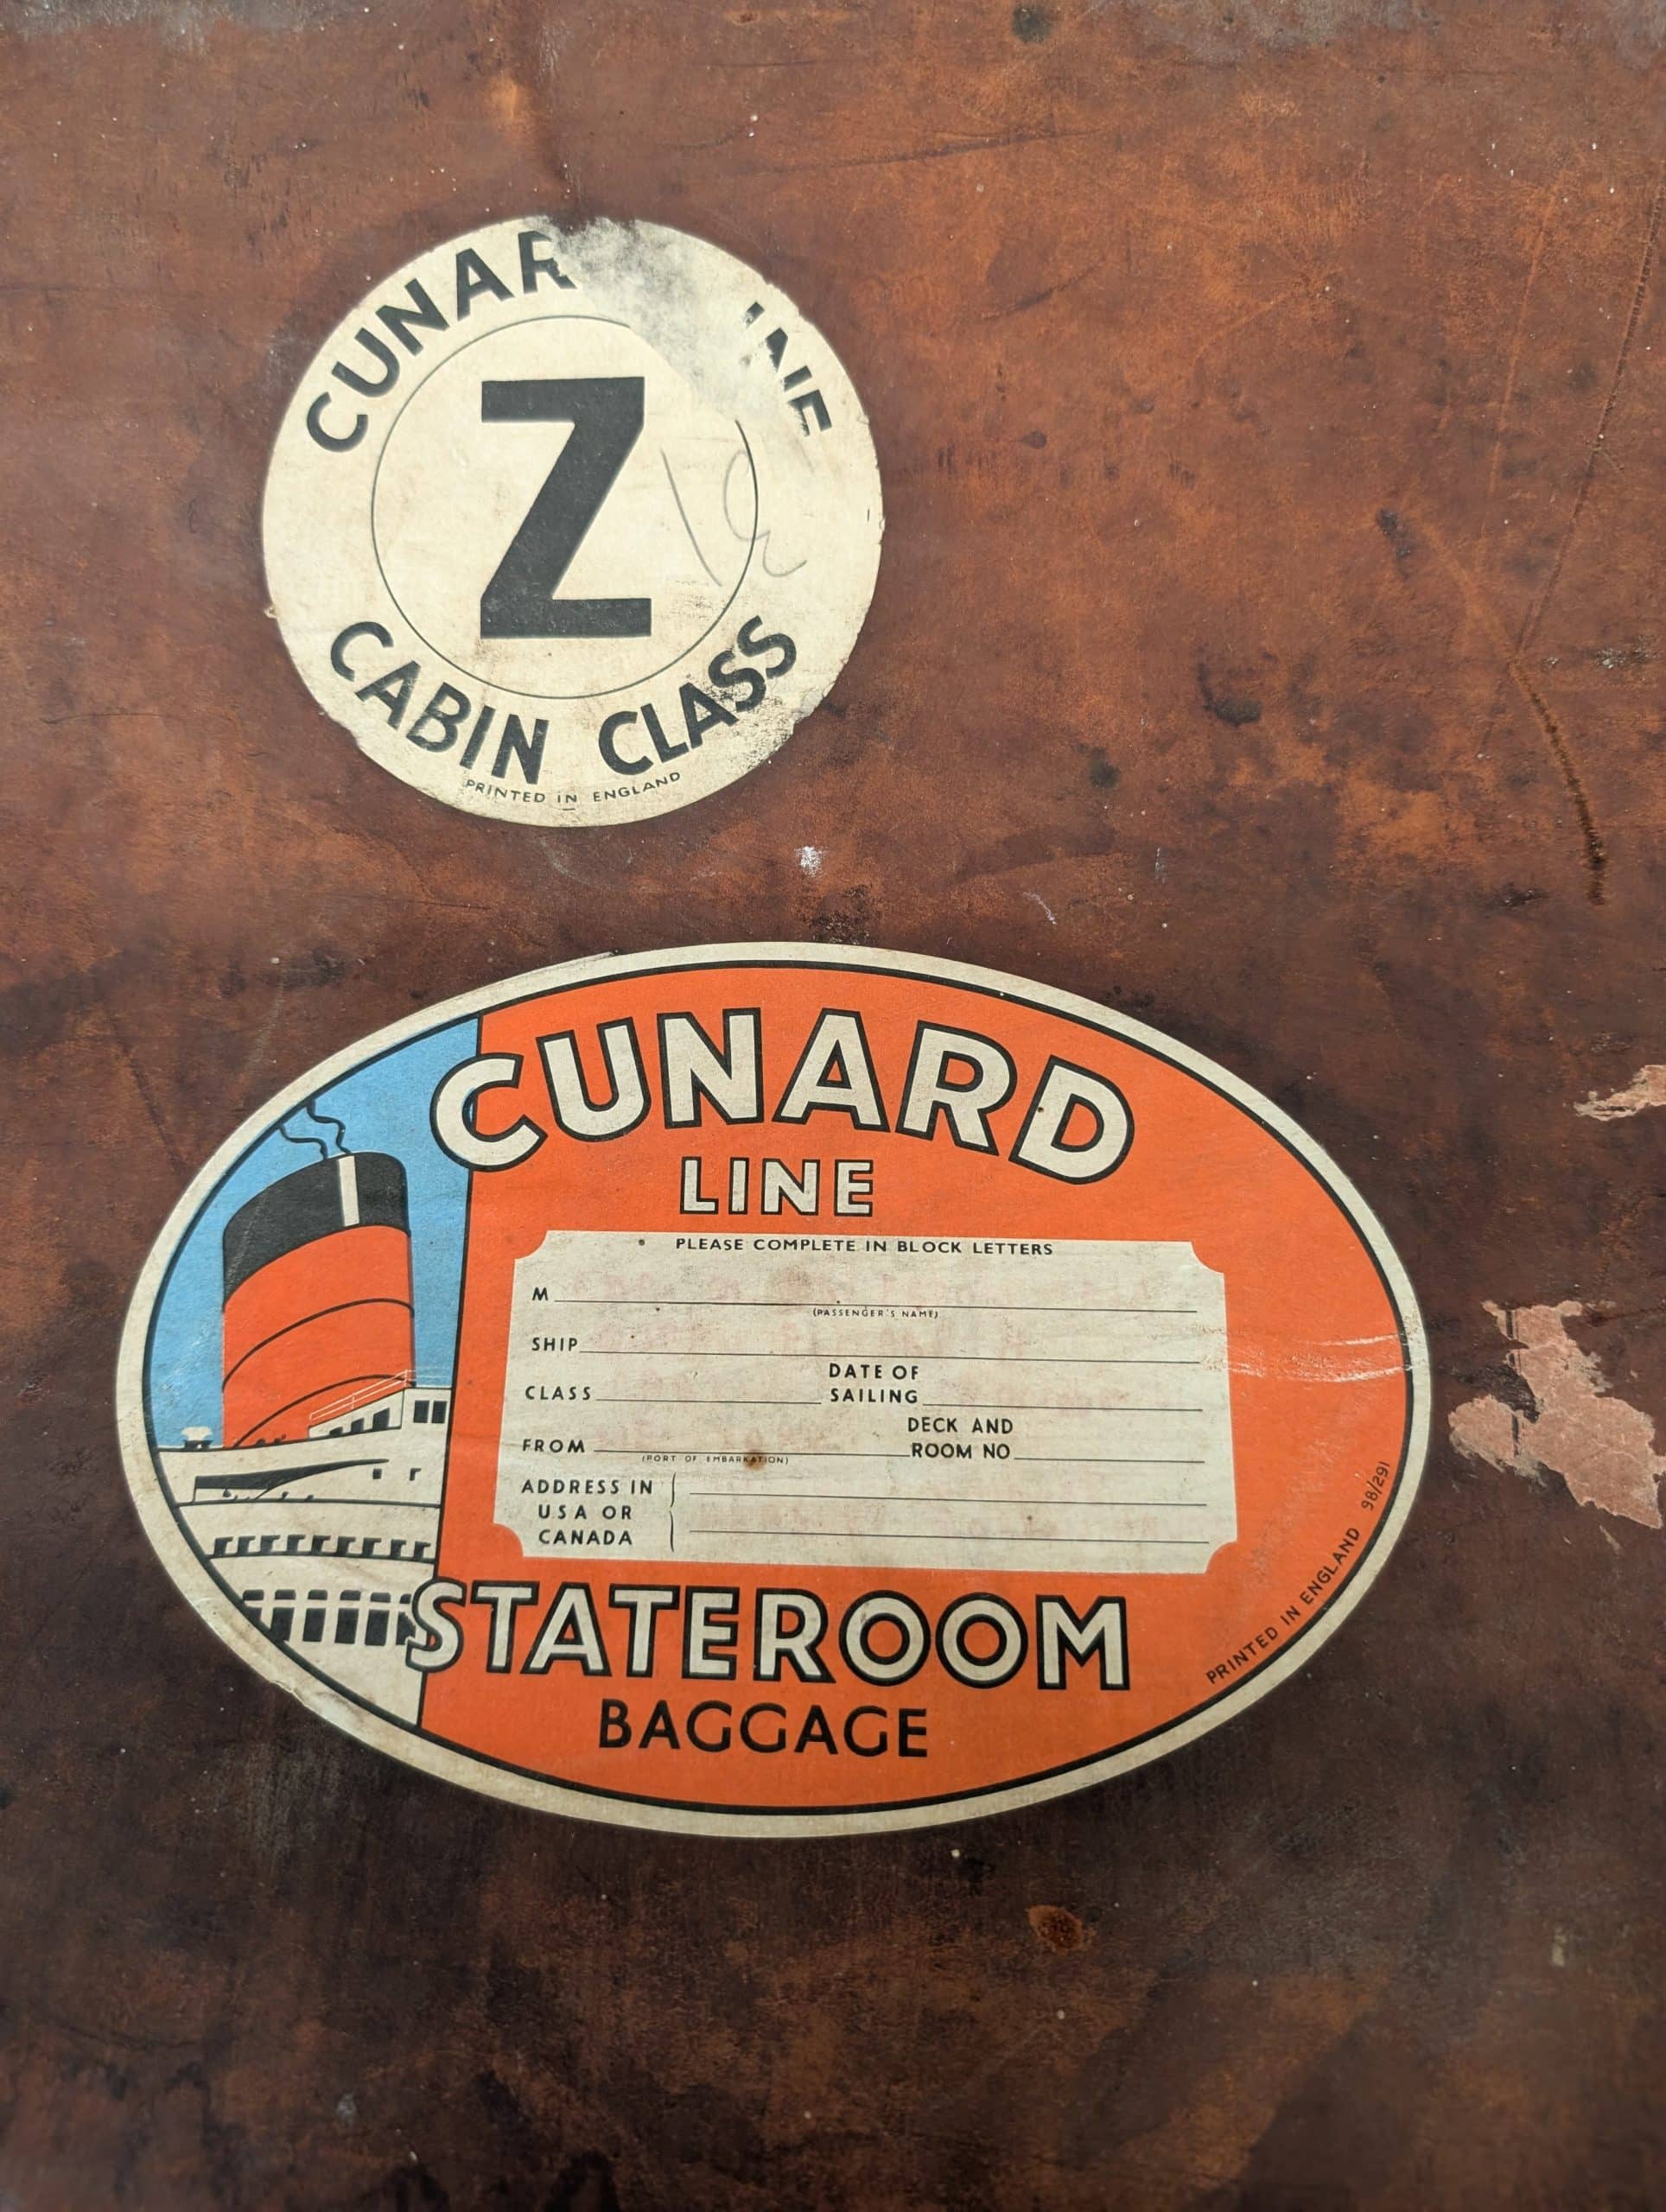 CUNAR INE
Z
CABIN CLASS
PRINTED IN ENGLAND
CUNARD
LINE
PLEASE COMPLETE IN BLOCK LETTERS
M
(PASSENGER'S NAME)
SHIP
DATE OF
CLASS SAILING
DECK AND
FROM ROOM NO
(PORT OF EMBARKATION)
ADDRESS IN
USA OR
CANADA
STATEROOM
BAGGAGE
PRINTED IN ENGLAND 98/291